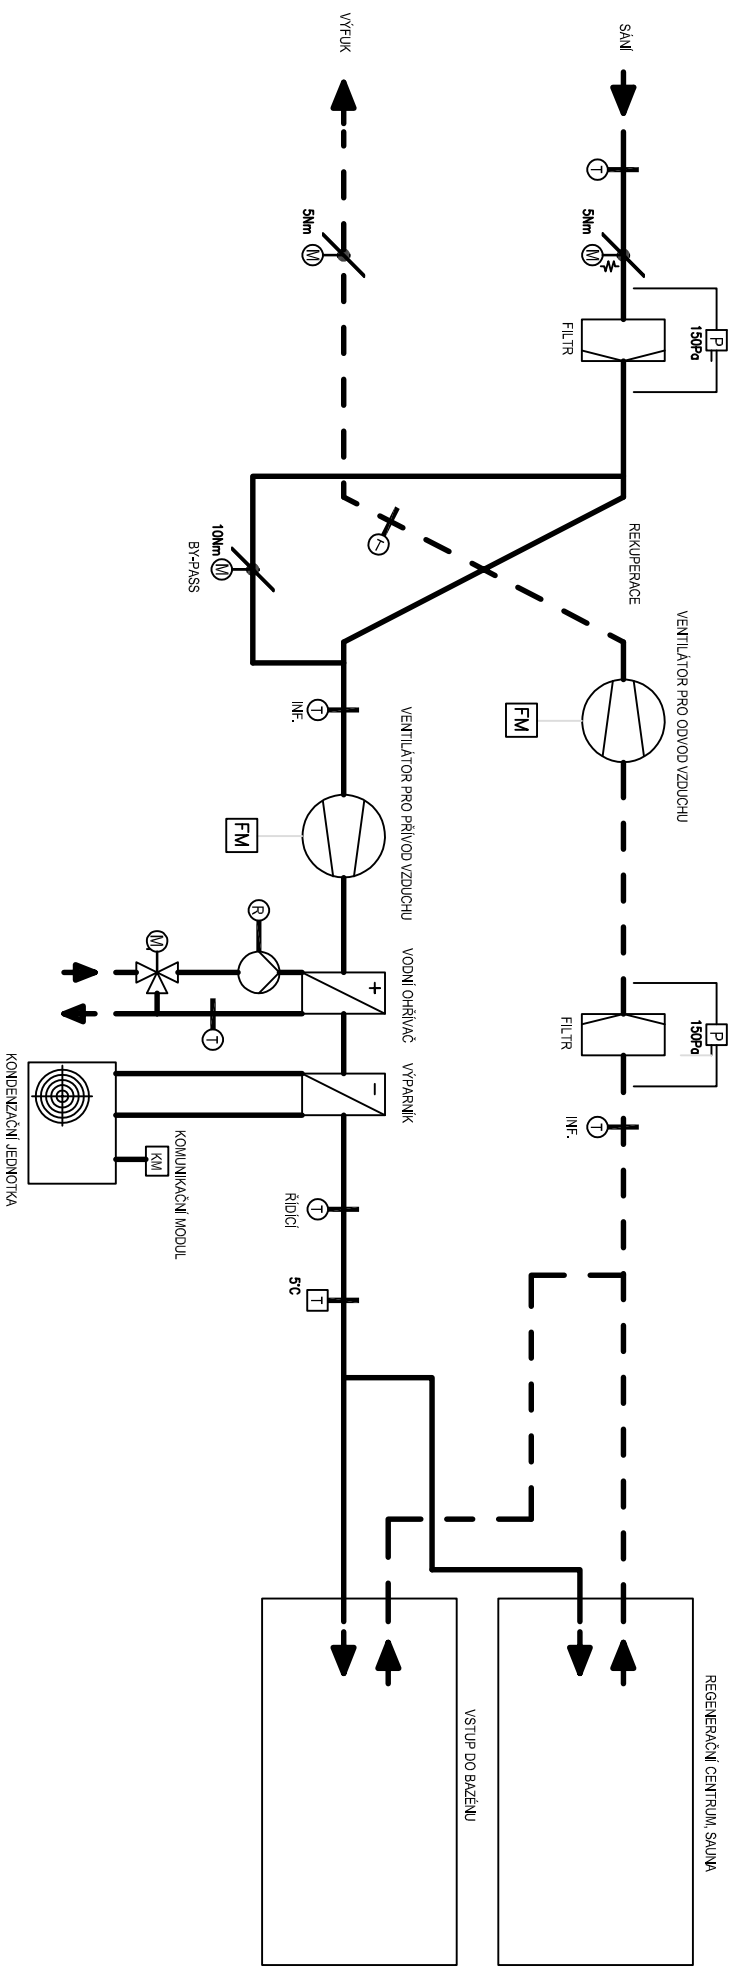 SÁNÍ
T
5Nm
M
FILTR
P
150Pa
VÝFUK
5Nm
M
REKUPERACE
T
10Nm
M
BY-PASS
VENTILÁTOR PRO ODVOD VZDUCHU
FM
FILTR
P
150Pa
T
INF.
REGENERAČNÍ CENTRUM, SAUNA
T
INF.
VENTILÁTOR PRO PŘÍVOD VZDUCHU
FM
VODNÍ OHŘÍVAČ
+
R
M
T
VÝPARNÍK
−
KONDENZAČNÍ JEDNOTKA
KM
KOMUNIKAČNÍ MODUL
T
ŘÍDÍCÍ
T
5°C
VSTUP DO BAZÉNU